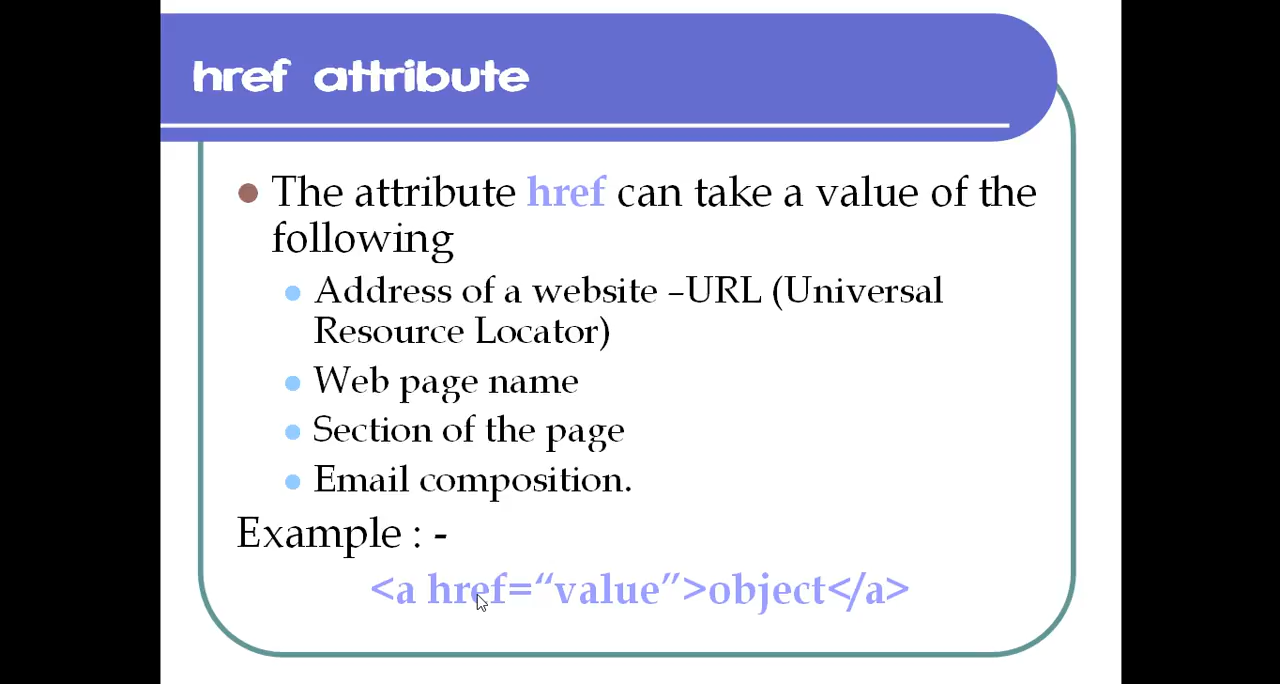 href attribute
The attribute href can take a value of the
following
Address of a website –URL (Universal
Resource Locator)
Web page name
Section of the page
Email composition.
Example : -
<a href=“value”>object</a>